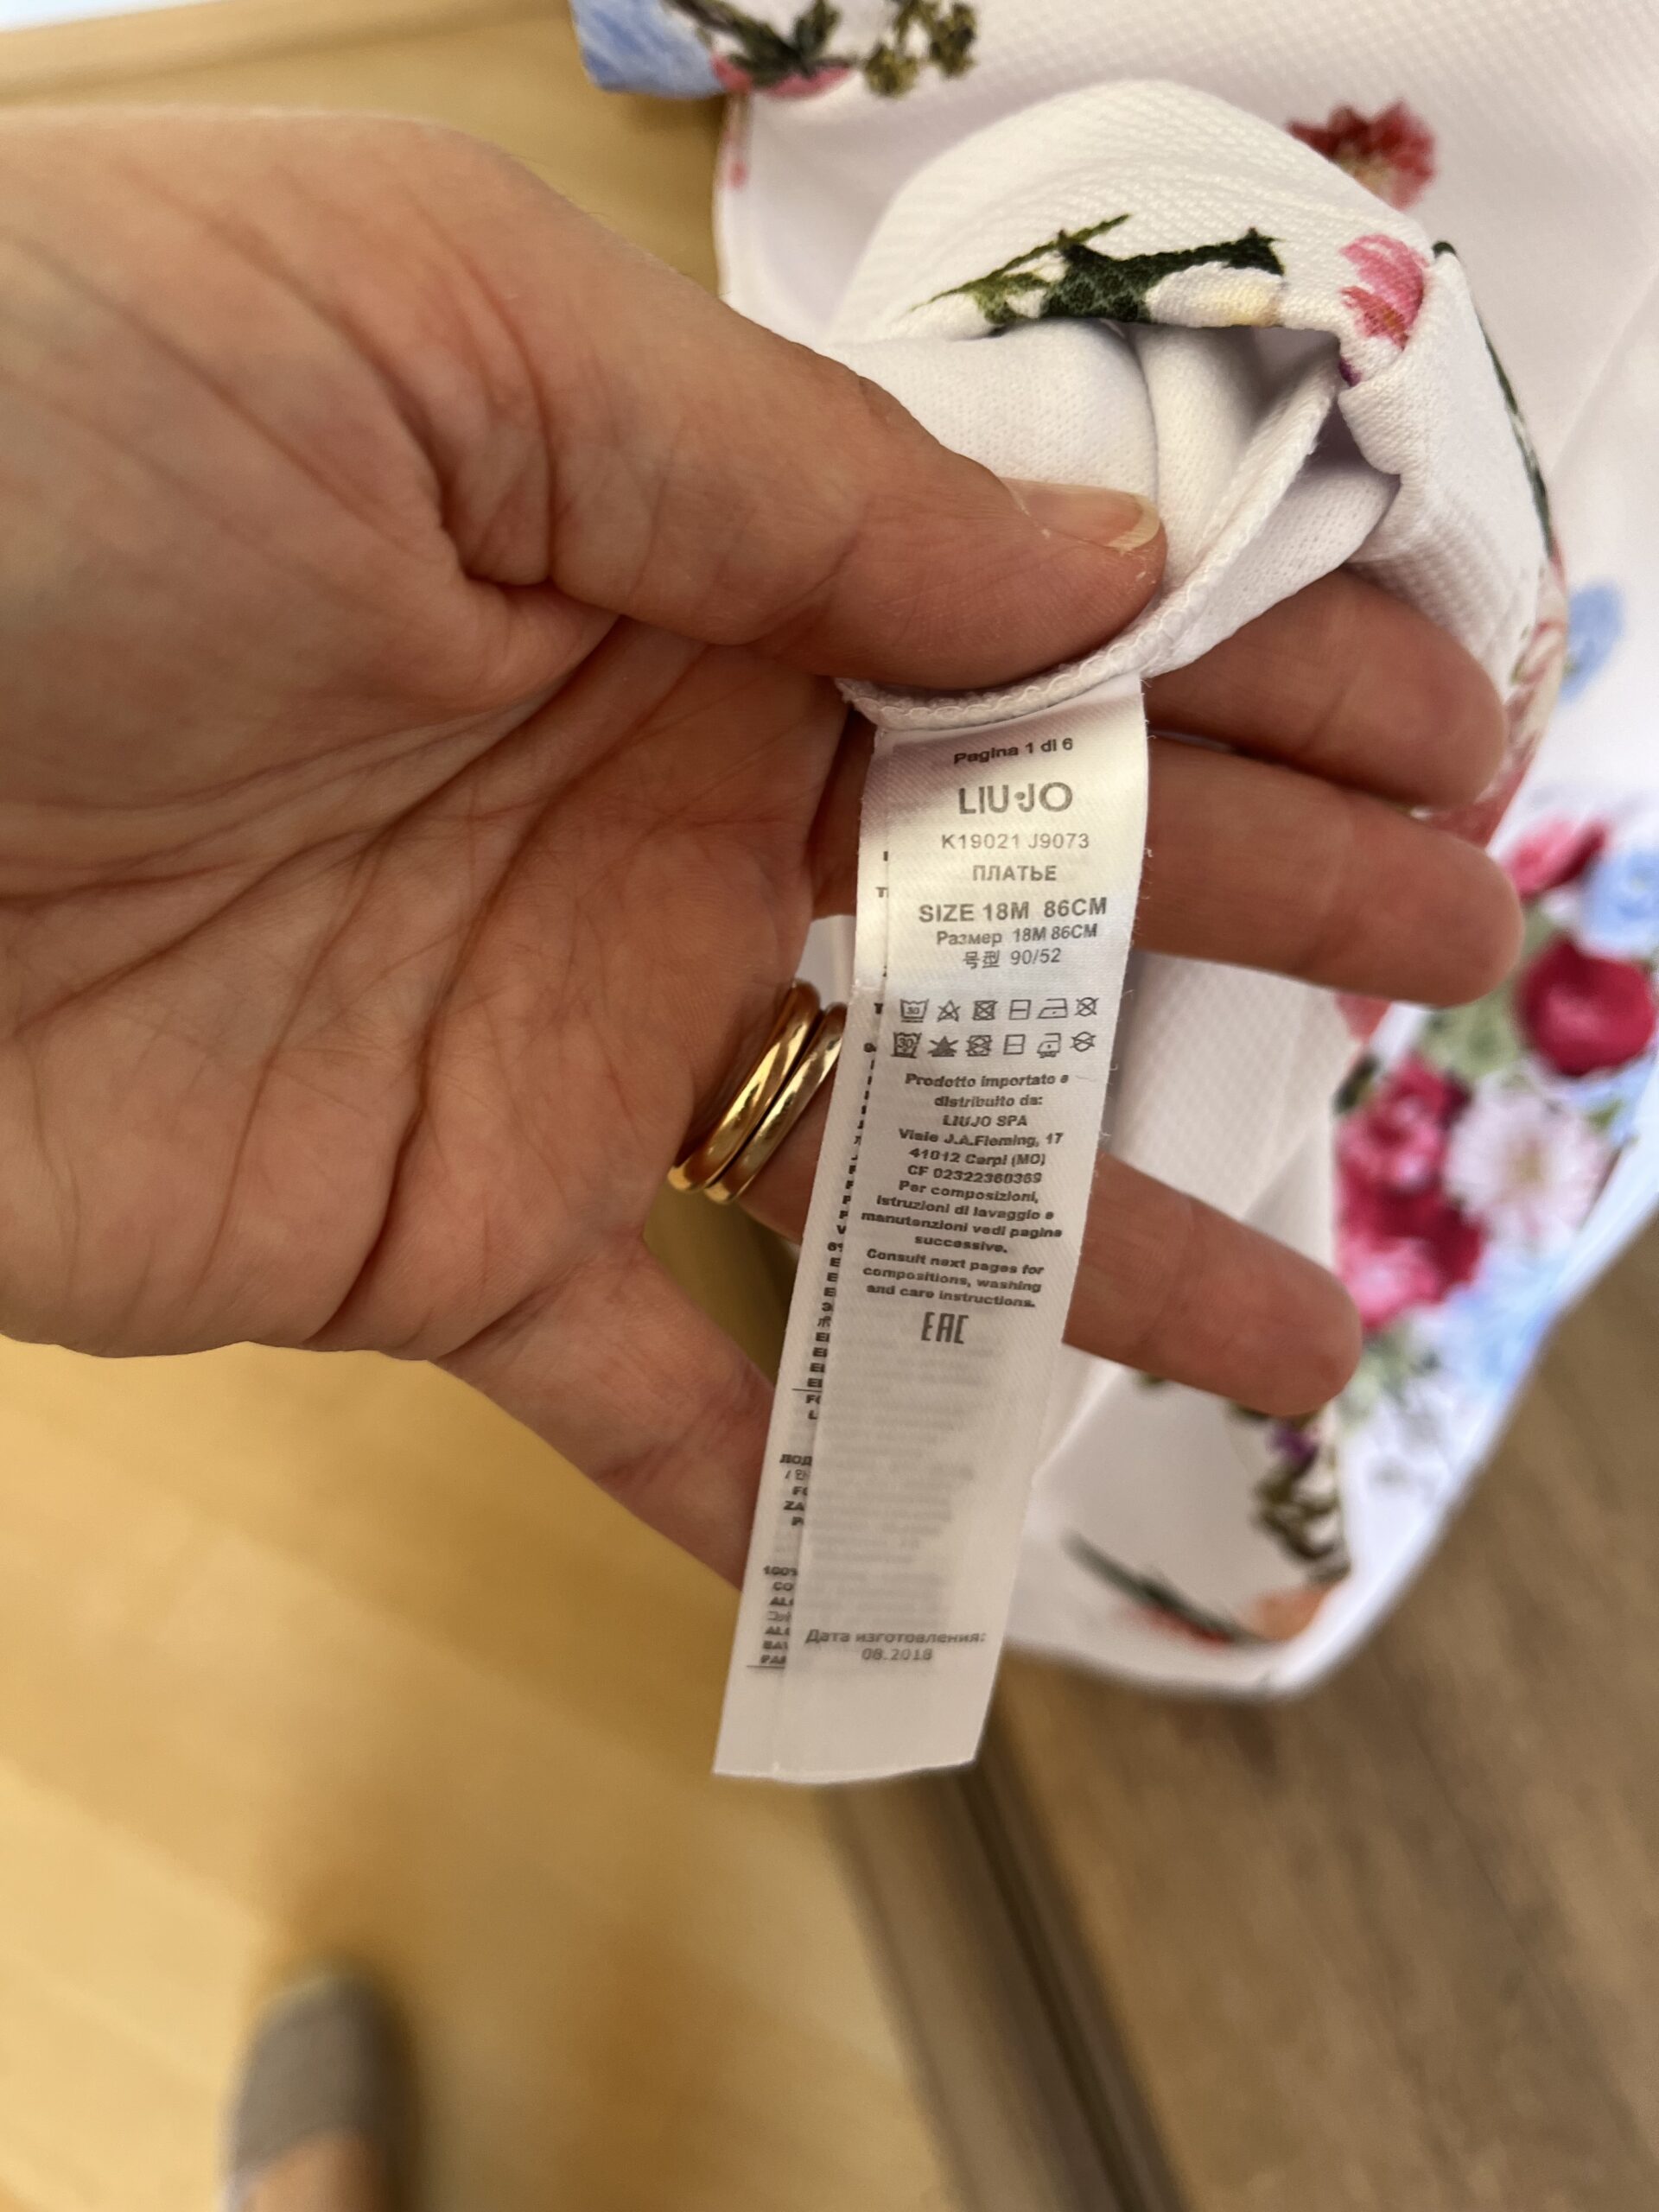 Pagina 1 di 6
LIU·JO
K19021 J9073
ПЛАТЬЕ
SIZE 18M 86CM
Размер 18M 86CM
号型 90/52
Prodotto importato e
distribuito da:
LIUJO SPA
Viale J.A.Fleming, 17
41012 Carpi (MO)
CF 02322360369
Per composizioni,
istruzioni di lavaggio e
manutenzioni vedi pagine
successive.
Consult next pages for
compositions, washing
and care instructions.
EAC
Дата изготовления:
08.2018